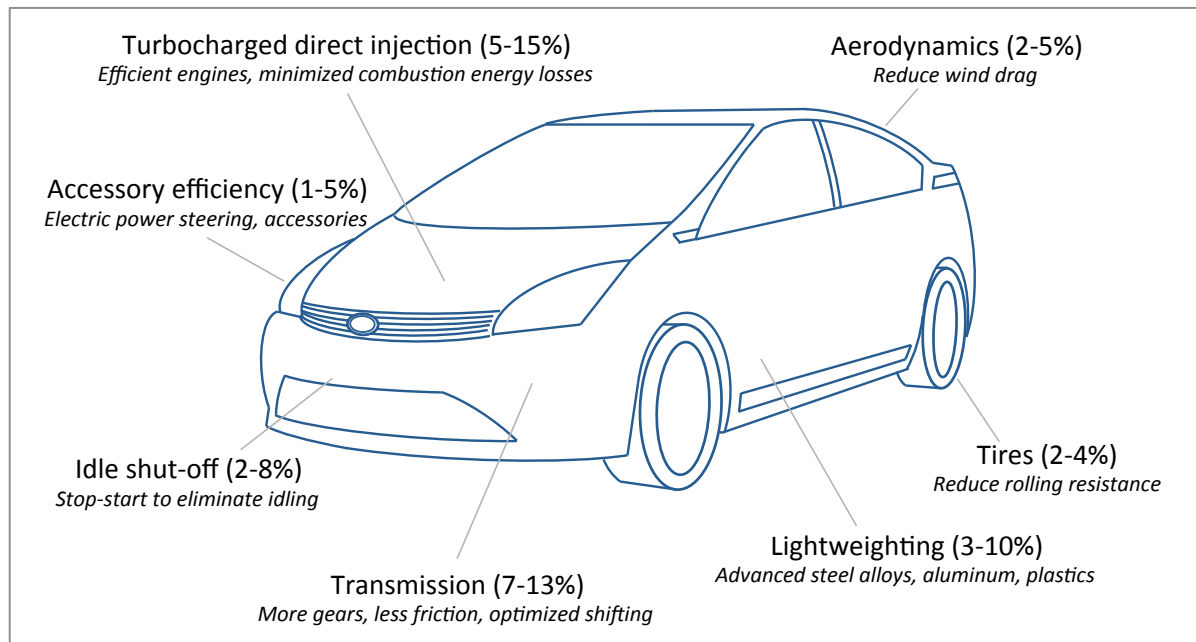 Turbocharged direct injection (5-15%)
Efficient engines, minimized combustion energy losses
Aerodynamics (2-5%)
Reduce wind drag
Accessory efficiency (1-5%)
Electric power steering, accessories
Idle shut-off (2-8%)
Stop-start to eliminate idling
Tires (2-4%)
Reduce rolling resistance
Lightweighting (3-10%)
Advanced steel alloys, aluminum, plastics
Transmission (7-13%)
More gears, less friction, optimized shifting